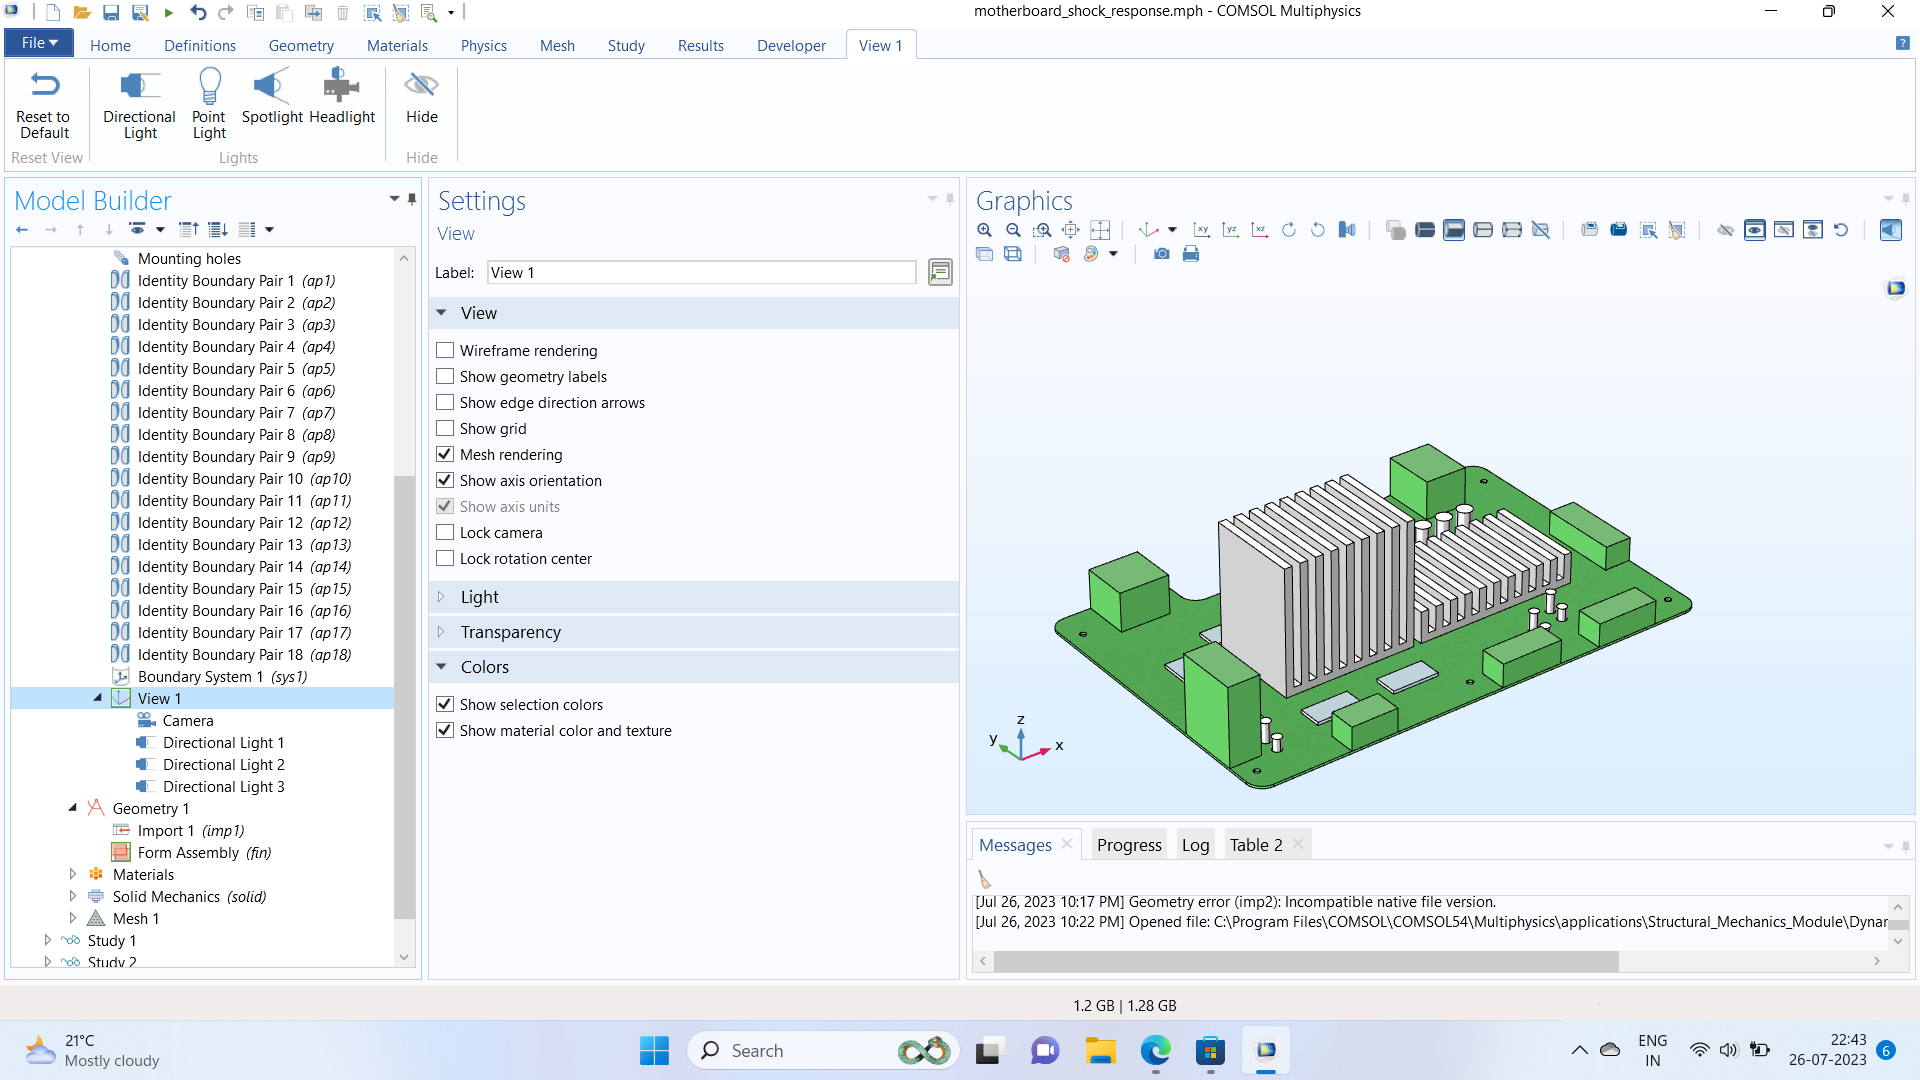 motherboard_shock_response.mph - COMSOL Multiphysics
File
Home
Definitions
Geometry
Materials
Physics
Mesh
Study
Results
Developer
View 1
Reset to Default
Directional Light
Point Light
Spotlight
Headlight
Hide
Reset View
Lights
Hide
Model Builder
Mounting holes
Identity Boundary Pair 1 (ap1)
Identity Boundary Pair 2 (ap2)
Identity Boundary Pair 3 (ap3)
Identity Boundary Pair 4 (ap4)
Identity Boundary Pair 5 (ap5)
Identity Boundary Pair 6 (ap6)
Identity Boundary Pair 7 (ap7)
Identity Boundary Pair 8 (ap8)
Identity Boundary Pair 9 (ap9)
Identity Boundary Pair 10 (ap10)
Identity Boundary Pair 11 (ap11)
Identity Boundary Pair 12 (ap12)
Identity Boundary Pair 13 (ap13)
Identity Boundary Pair 14 (ap14)
Identity Boundary Pair 15 (ap15)
Identity Boundary Pair 16 (ap16)
Identity Boundary Pair 17 (ap17)
Identity Boundary Pair 18 (ap18)
Boundary System 1 (sys1)
View 1
Camera
Directional Light 1
Directional Light 2
Directional Light 3
Geometry 1
Import 1 (imp1)
Form Assembly (fin)
Materials
Solid Mechanics (solid)
Mesh 1
Study 1
Study 2
Settings
View
Label: View 1
View
Wireframe rendering
Show geometry labels
Show edge direction arrows
Show grid
Mesh rendering
Show axis orientation
Show axis units
Lock camera
Lock rotation center
Light
Transparency
Colors
Show selection colors
Show material color and texture
Graphics
xy yz xz
z
y
x
Messages
Progress
Log
Table 2
[Jul 26, 2023 10:17 PM] Geometry error (imp2): Incompatible native file version.
[Jul 26, 2023 10:22 PM] Opened file: C:\Program Files\COMSOL\COMSOL54\Multiphysics\applications\Structural_Mechanics_Module\Dynar
1.2 GB | 1.28 GB
21°C
Mostly cloudy
Search
ENG
IN
22:43
26-07-2023
6